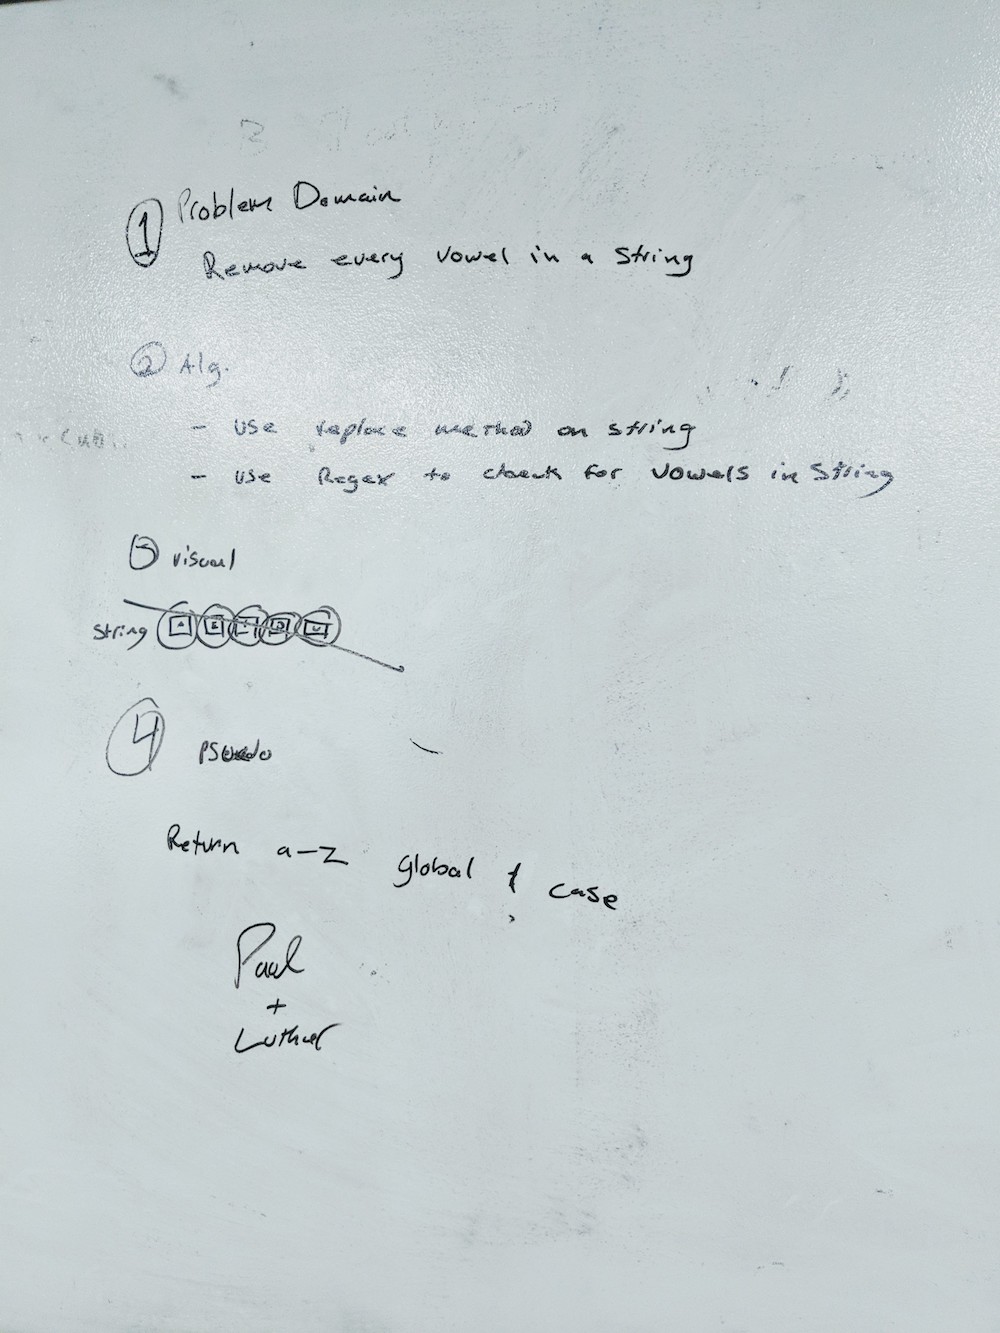 1 Problem Domain
Remove every vowel in a string
2 Alg.
- use replace method on string
- use Regex to check for vowels in string
3 visual
string A E I O U
4 Pseudo
Return a-z global & case
Paul
+
Luther